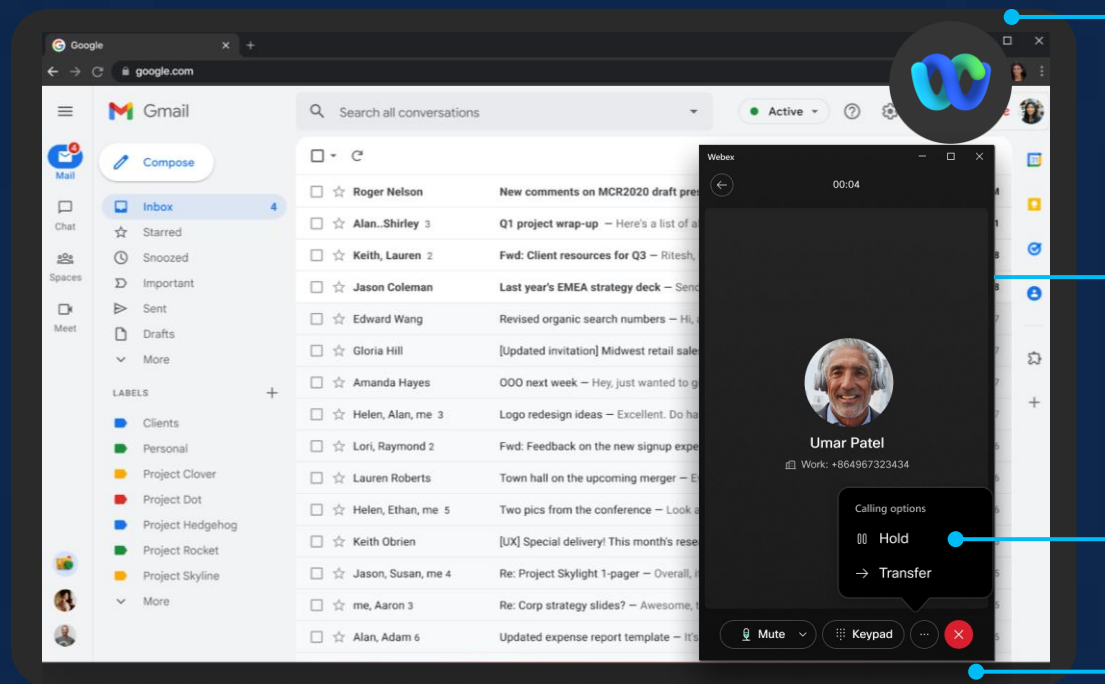 Google
google.com
Gmail
Search all conversations
Active
4
Mail
Compose
Webex
00:04
Roger Nelson New comments on MCR2020 draft pre
Inbox 4
Chat
Alan..Shirley 3 Q1 project wrap-up – Here's a list of a
Starred
Keith, Lauren 2 Fwd: Client resources for Q3 – Ritesh,
Snoozed
Spaces
Jason Coleman Last year's EMEA strategy deck – Send
Important
Sent
Edward Wang Revised organic search numbers – Hi,
Meet
Drafts
Gloria Hill [Updated invitation] Midwest retail sale
More
Amanda Hayes OOO next week – Hey, just wanted to g
LABELS
Helen, Alan, me 3 Logo redesign ideas – Excellent. Do ha
Clients
Lori, Raymond 2 Fwd: Feedback on the new signup expe
Personal
Umar Patel
Work: +864967323434
Project Clover
Lauren Roberts Town hall on the upcoming merger –
Project Dot
Helen, Ethan, me 5 Two pics from the conference – Look a
Calling options
Project Hedgehog
Keith Obrien [UX] Special delivery! This month's rese
Hold
Project Rocket
Jason, Susan, me 4 Re: Project Skylight 1-pager – Overall,
Transfer
Project Skyline
More
me, Aaron 3 Re: Corp strategy slides? – Awesome,
Alan, Adam 6 Updated expense report template – It's
Mute
Keypad